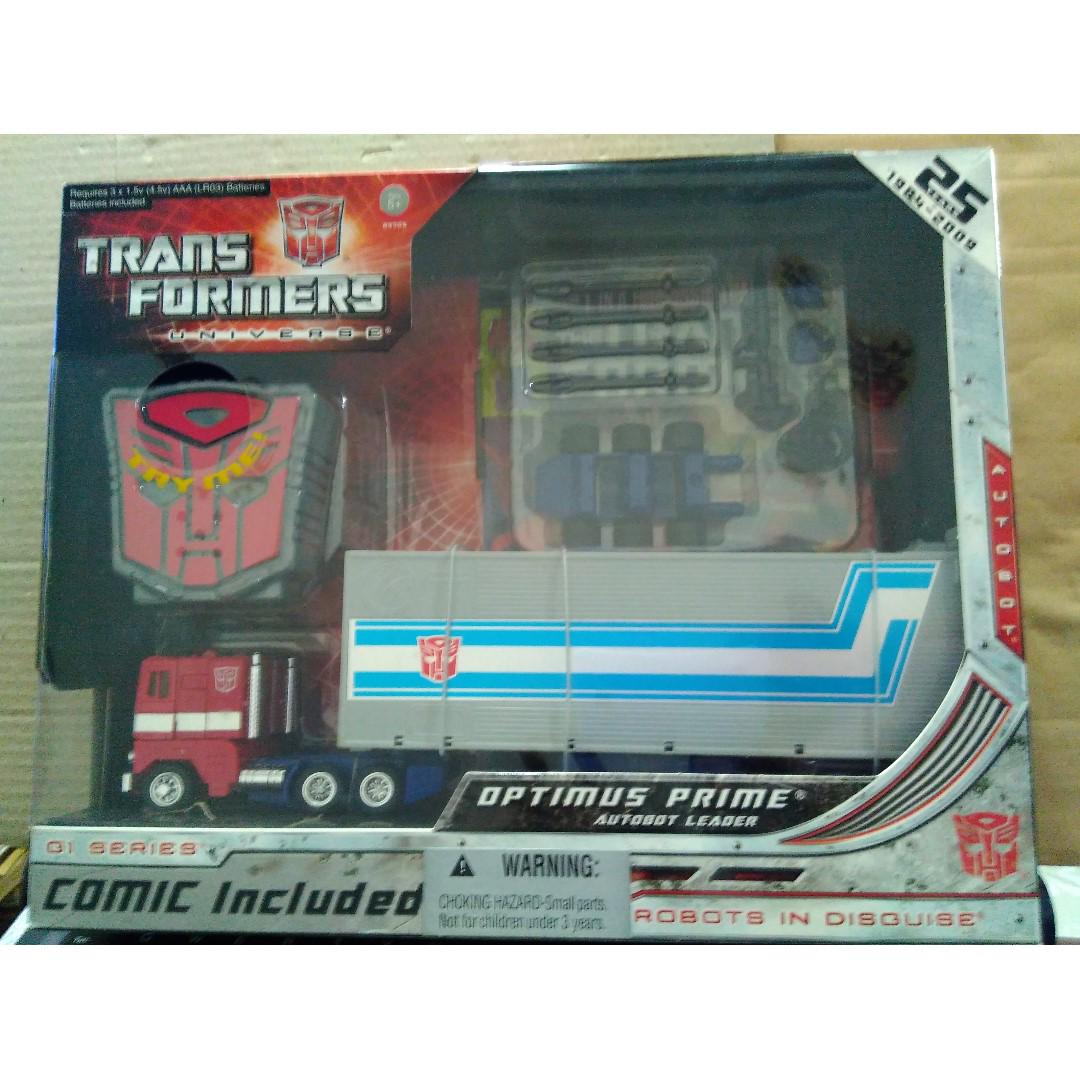 Requires 3 x 1.5v (4.5v) AAA (LR03) Batteries
Batteries included.
5+
25
YEARS
1984-2009
TRANS
FORMERS
UNIVERSE®
TRY ME!
AUTOBOT
OPTIMUS PRIME®
AUTOBOT LEADER
G1 SERIES
COMIC Included
WARNING:
CHOKING HAZARD-Small parts.
Not for children under 3 years.
ROBOTS IN DISGUISE®